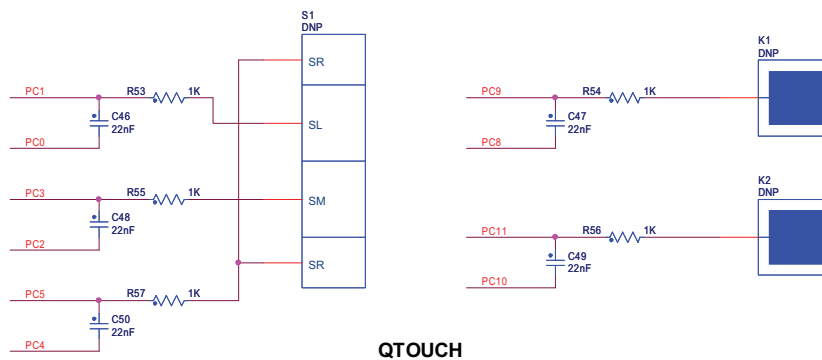 S1
DNP
SR
SL
SM
SR
PC1
R53
1K
C46
22nF
PC0
PC3
R55
1K
C48
22nF
PC2
PC5
R57
1K
C50
22nF
PC4
K1
DNP
PC9
R54
1K
C47
22nF
PC8
K2
DNP
PC11
R56
1K
C49
22nF
PC10
QTOUCH